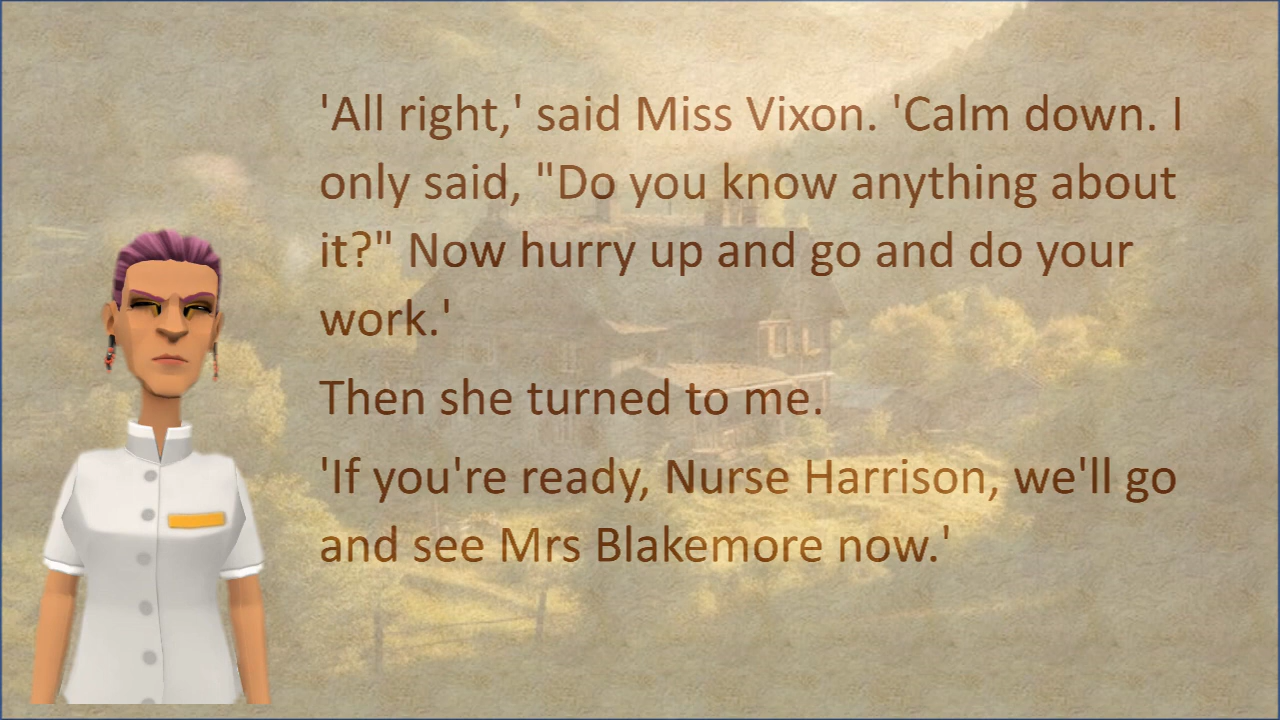 'All right,' said Miss Vixon. 'Calm down. I
only said, "Do you know anything about
it?" Now hurry up and go and do your
work.'
Then she turned to me.
'If you're ready, Nurse Harrison, we'll go
and see Mrs Blakemore now.'